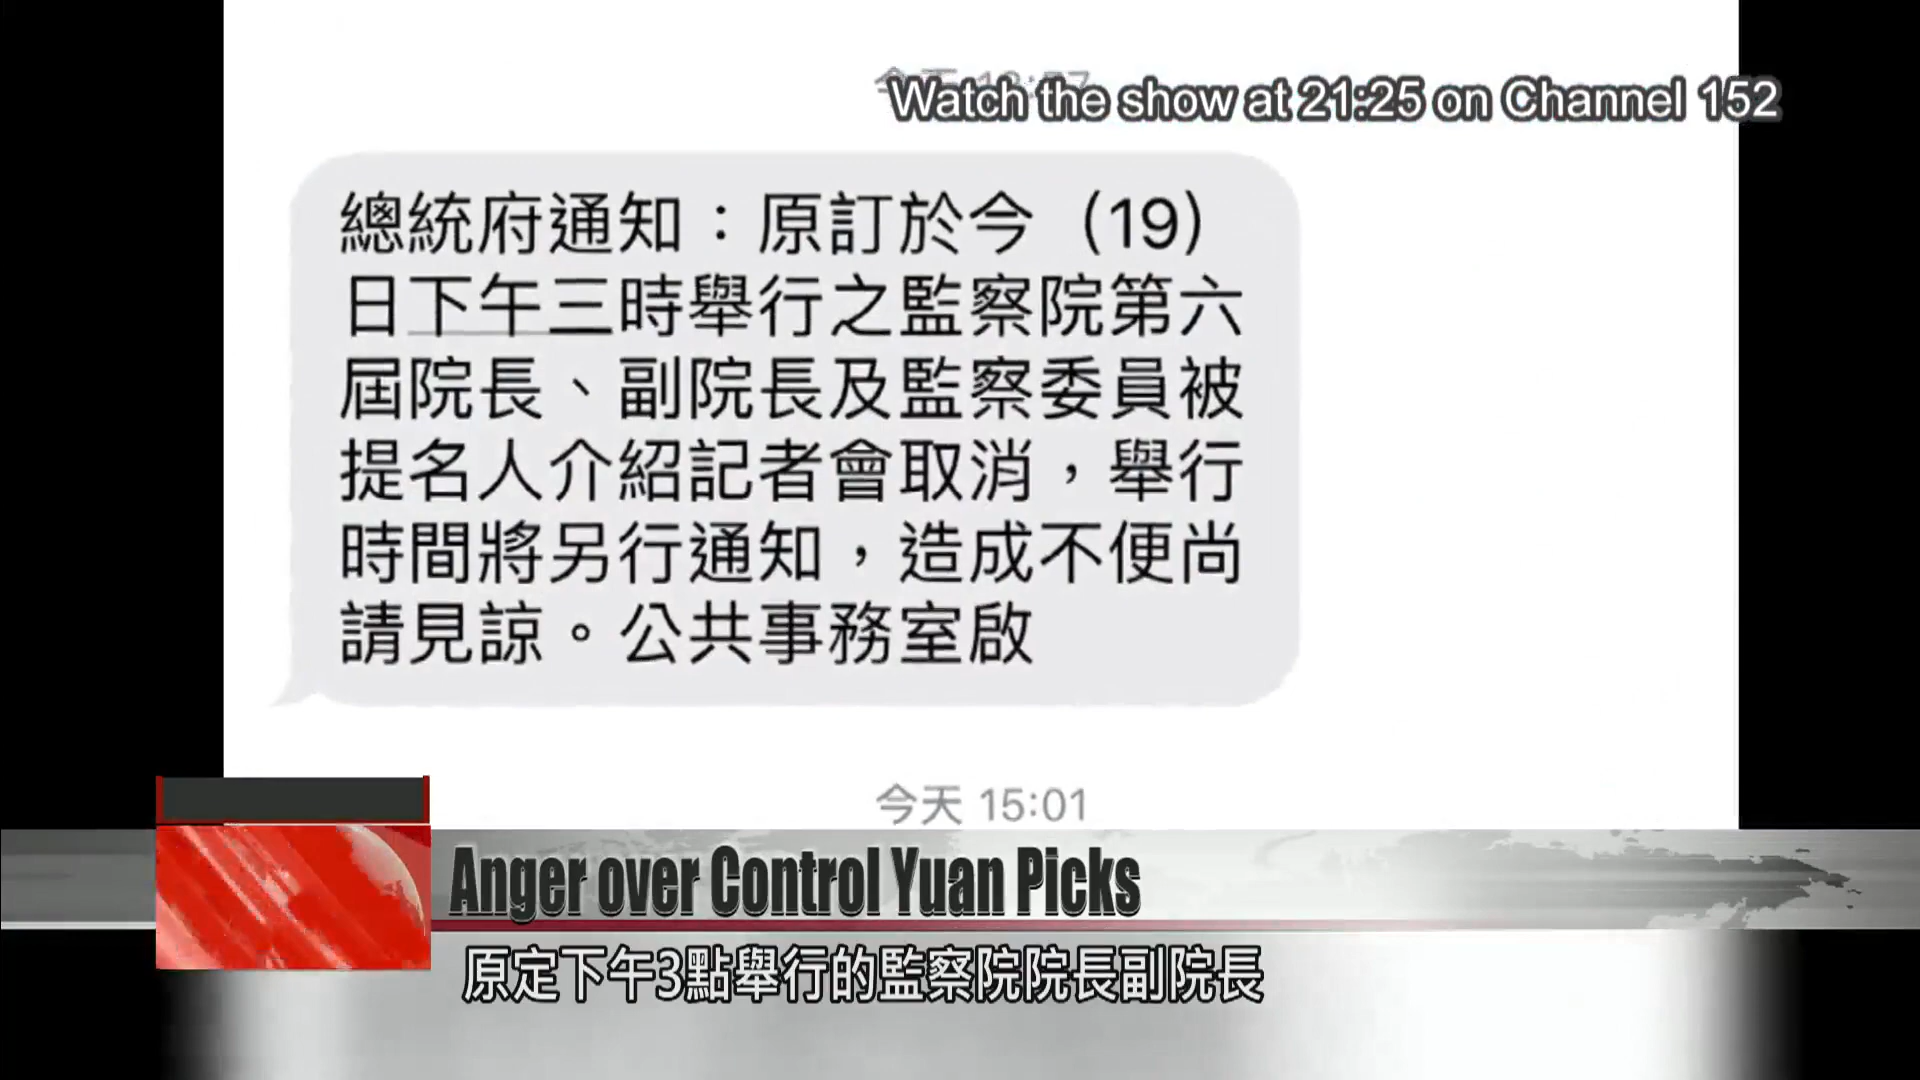 Watch the show at 21:25 on Channel 152
總統府通知：原訂於今（19）
日下午三時舉行之監察院第六
屆院長、副院長及監察委員被
提名人介紹記者會取消，舉行
時間將另行通知，造成不便尚
請見諒。公共事務室啟
今天 15:01
Anger over Control Yuan Picks
原定下午3點舉行的監察院院長副院長